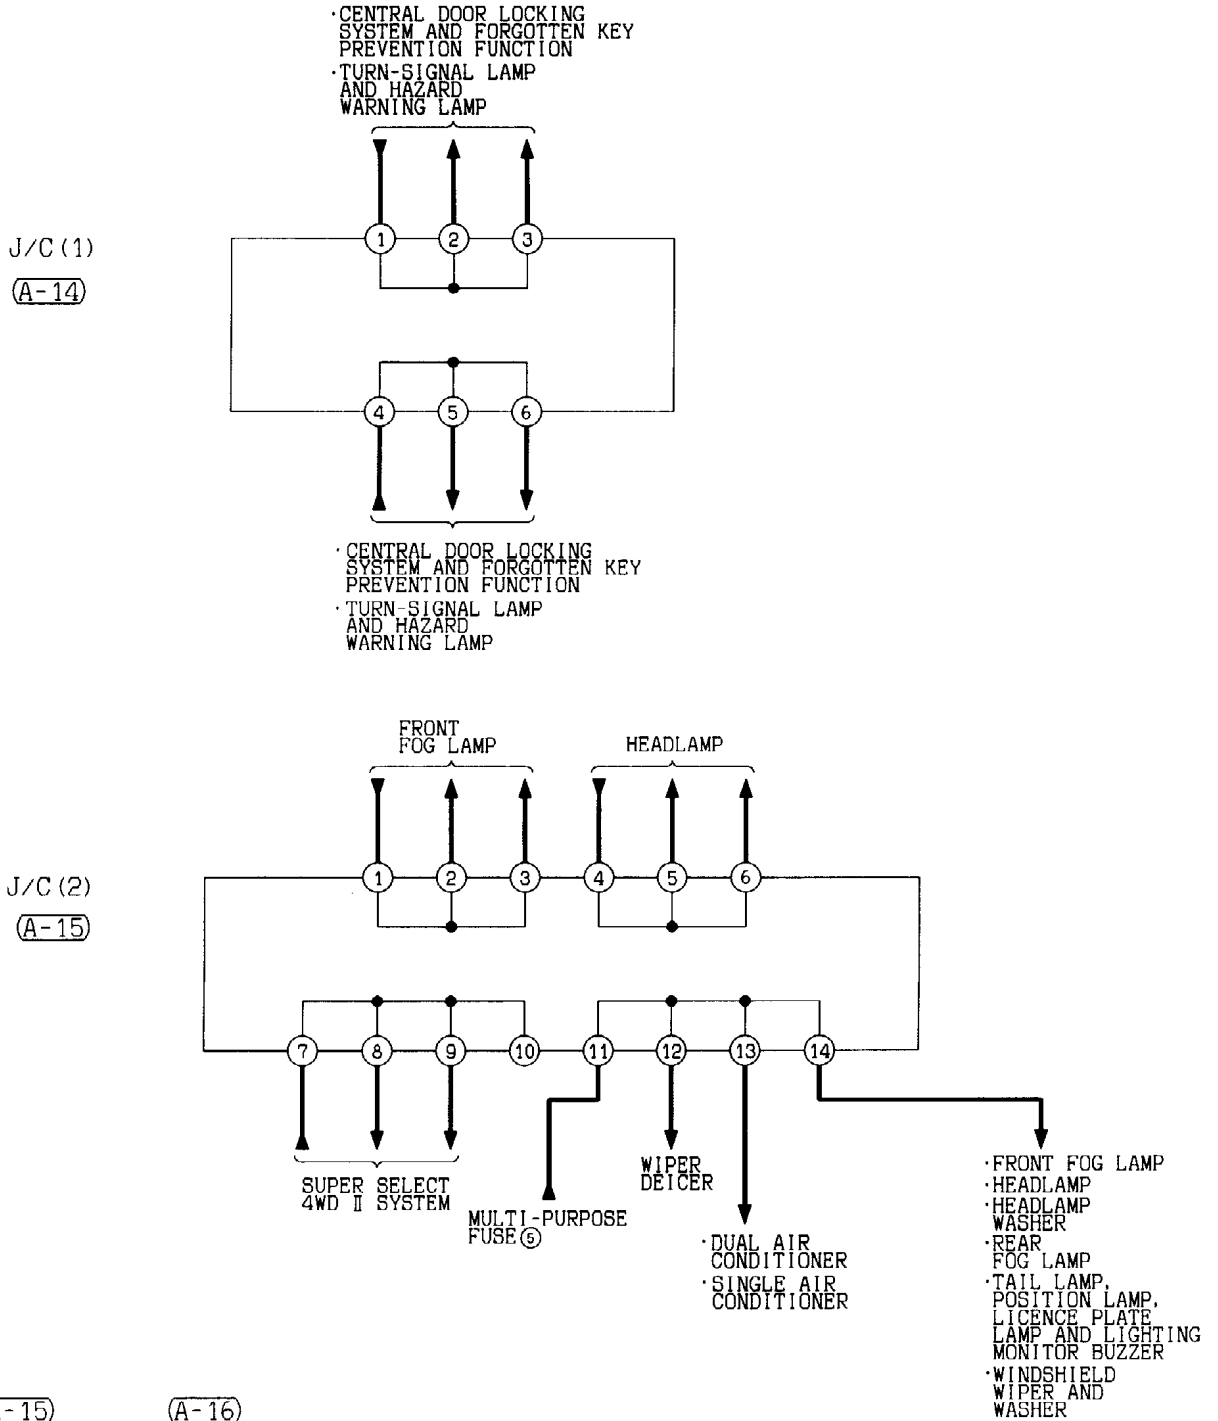 ·CENTRAL DOOR LOCKING
SYSTEM AND FORGOTTEN KEY
PREVENTION FUNCTION
·TURN-SIGNAL LAMP
AND HAZARD
WARNING LAMP
J/C(1)
A-14
1 2 3
4 5 6
·CENTRAL DOOR LOCKING
SYSTEM AND FORGOTTEN KEY
PREVENTION FUNCTION
·TURN-SIGNAL LAMP
AND HAZARD
WARNING LAMP
FRONT
FOG LAMP
HEADLAMP
J/C(2)
A-15
1 2 3 4 5 6
7 8 9 10 11 12 13 14
SUPER SELECT
4WD Ⅱ SYSTEM
MULTI-PURPOSE
FUSE⑤
WIPER
DEICER
·DUAL AIR
CONDITIONER
·SINGLE AIR
CONDITIONER
·FRONT FOG LAMP
·HEADLAMP
·HEADLAMP
WASHER
·REAR
FOG LAMP
·TAIL LAMP,
POSITION LAMP,
LICENCE PLATE
LAMP AND LIGHTING
MONITOR BUZZER
·WINDSHIELD
WIPER AND
WASHER
-15
A-16